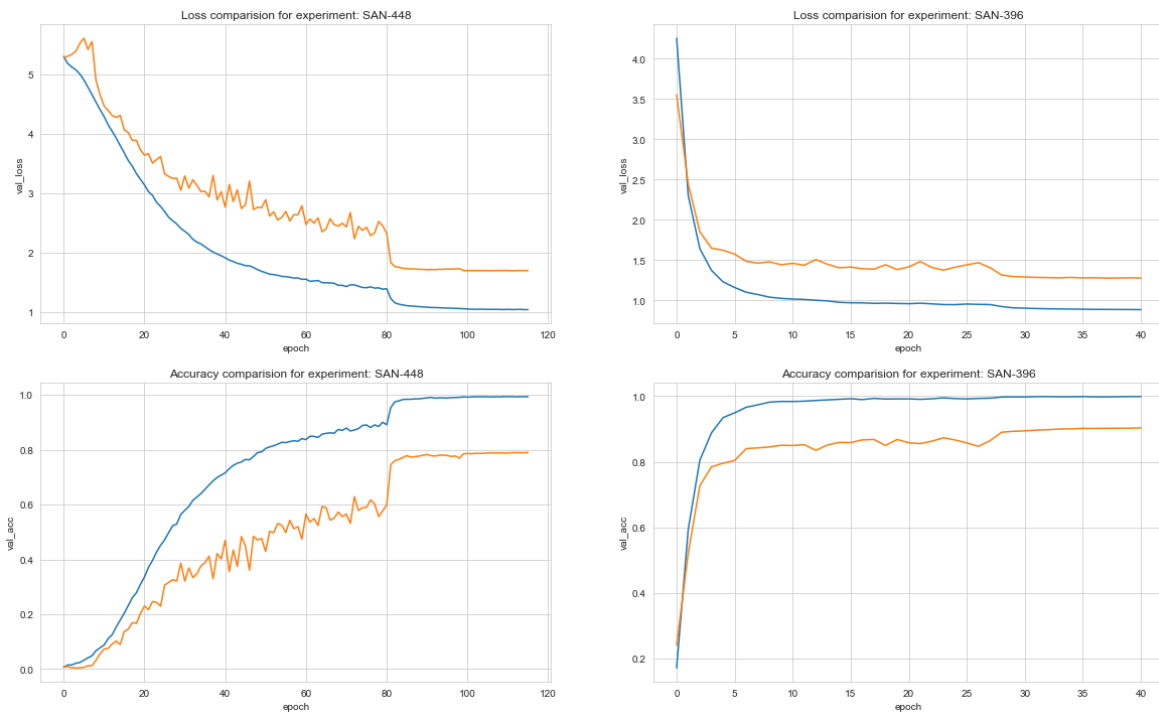 Loss comparision for experiment: SAN-448
val_loss
5
4
3
2
1
0 20 40 60 80 100 120
epoch
Loss comparision for experiment: SAN-396
val_loss
4.0
3.5
3.0
2.5
2.0
1.5
1.0
0 5 10 15 20 25 30 35 40
epoch
Accuracy comparision for experiment: SAN-448
val_acc
1.0
0.8
0.6
0.4
0.2
0.0
0 20 40 60 80 100 120
epoch
Accuracy comparision for experiment: SAN-396
val_acc
1.0
0.8
0.6
0.4
0.2
0 5 10 15 20 25 30 35 40
epoch